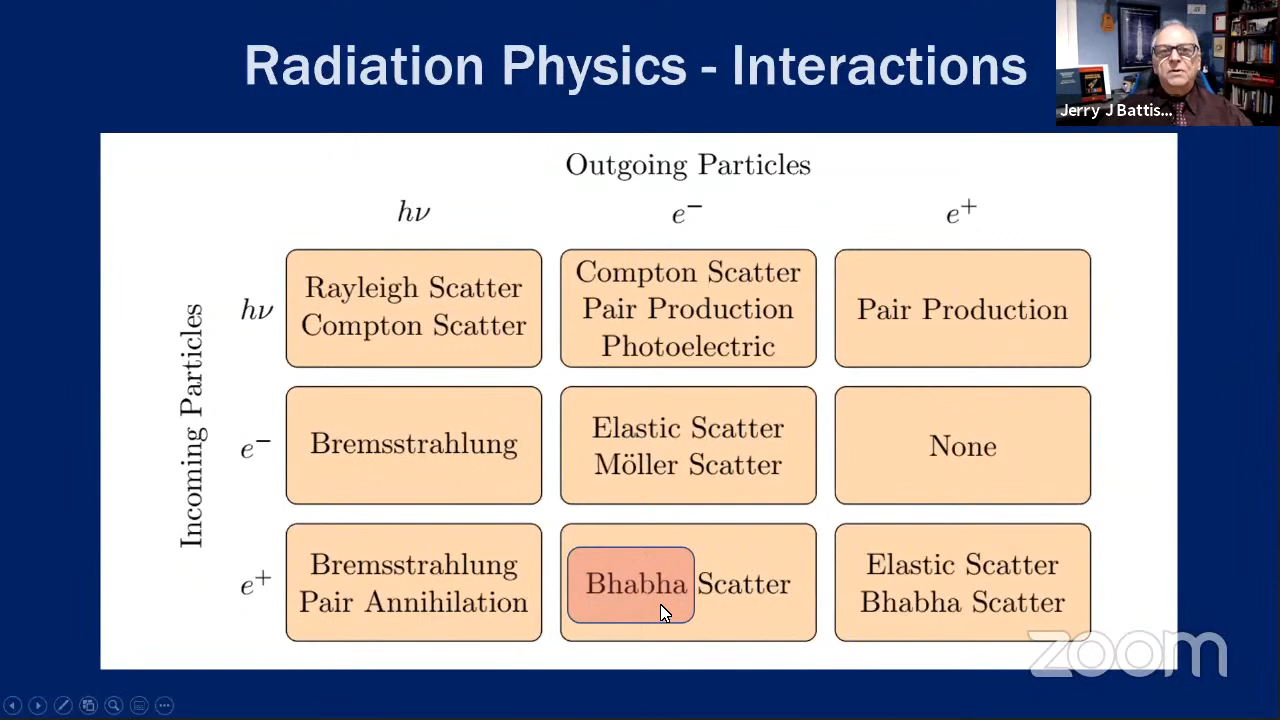 Radiation Physics - Interactions
Jerry J Battis...
Outgoing Particles
hν
e−
e+
Incoming Particles
hν
Rayleigh Scatter
Compton Scatter
Compton Scatter
Pair Production
Photoelectric
Pair Production
e−
Bremsstrahlung
Elastic Scatter
Möller Scatter
None
e+
Bremsstrahlung
Pair Annihilation
Bhabha Scatter
Elastic Scatter
Bhabha Scatter
zoom